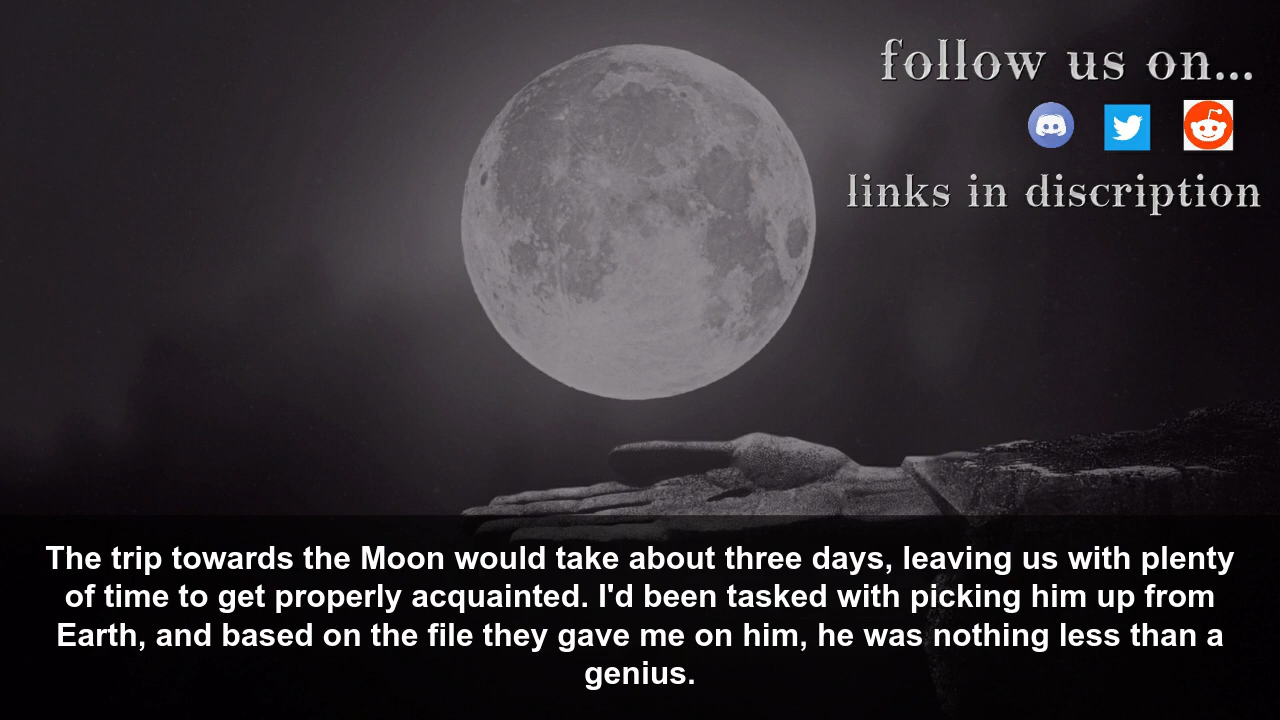 follow us on...
links in discription
The trip towards the Moon would take about three days, leaving us with plenty
of time to get properly acquainted. I'd been tasked with picking him up from
Earth, and based on the file they gave me on him, he was nothing less than a
genius.